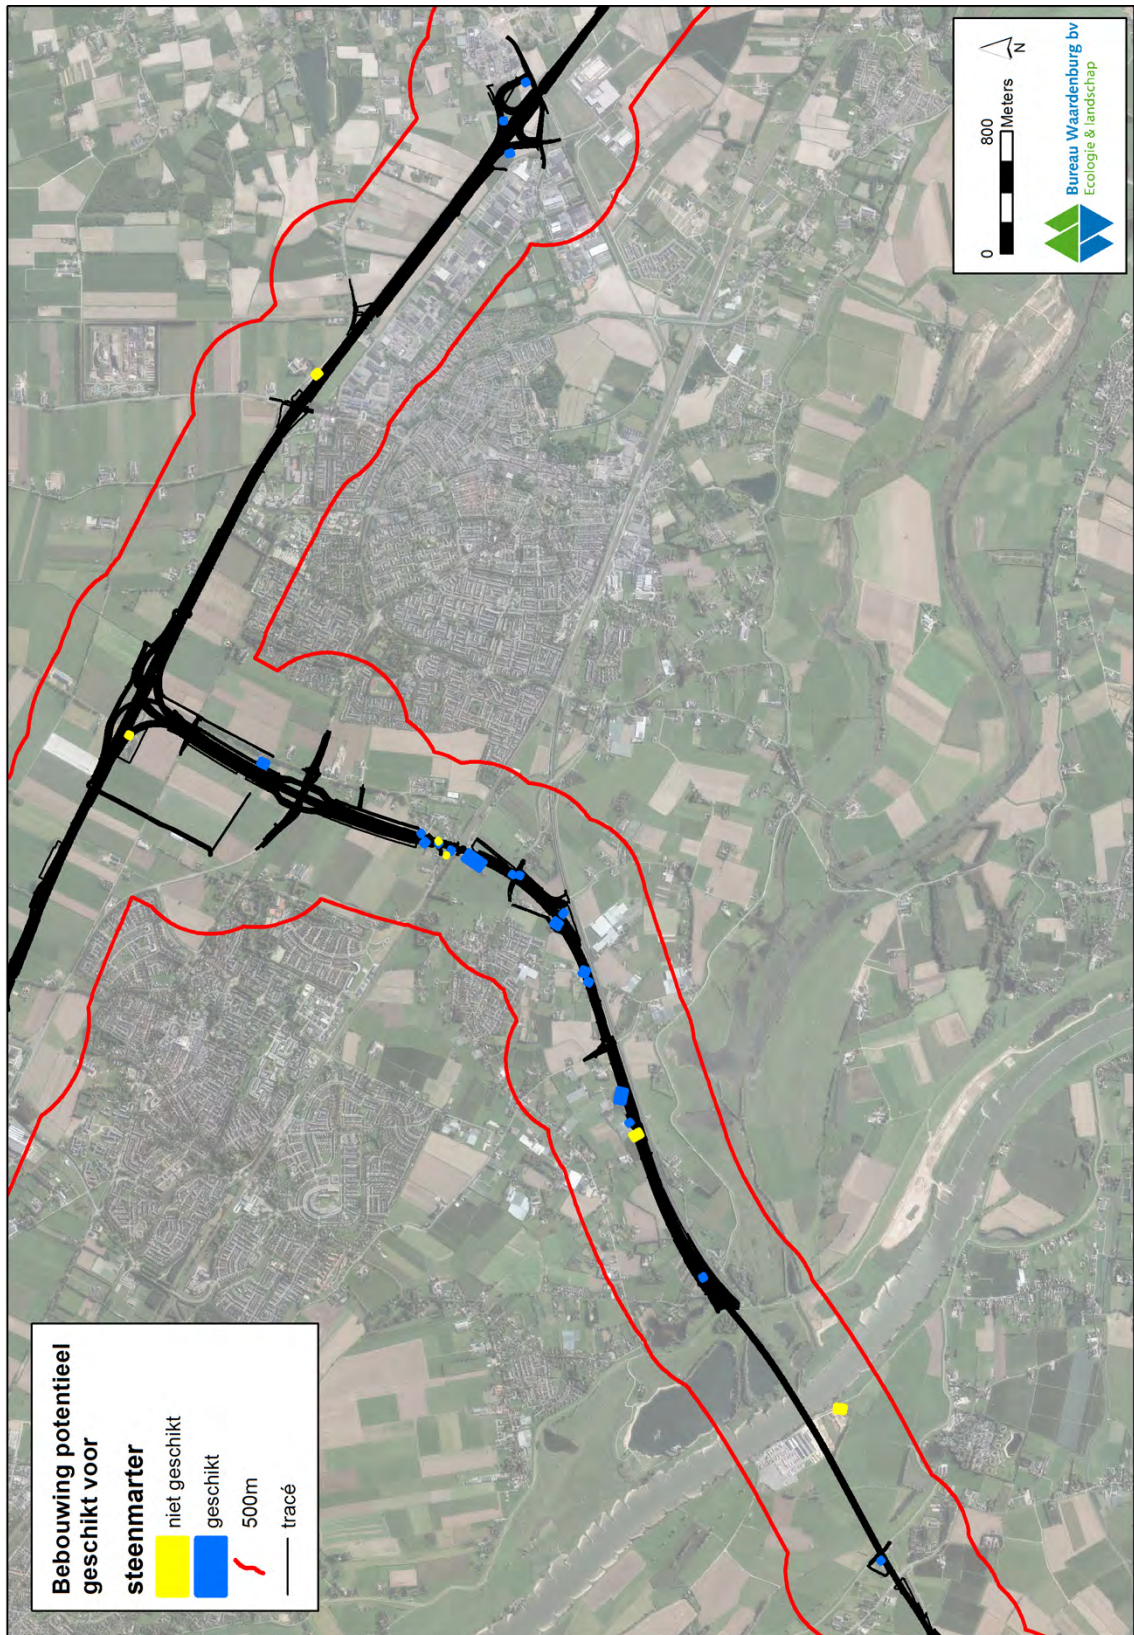 Bebouwing potentieel
geschikt voor
steenmarter
niet geschikt
geschikt
500m
tracé
0 800
Meters
N
Bureau Waardenburg bv
Ecologie & landschap